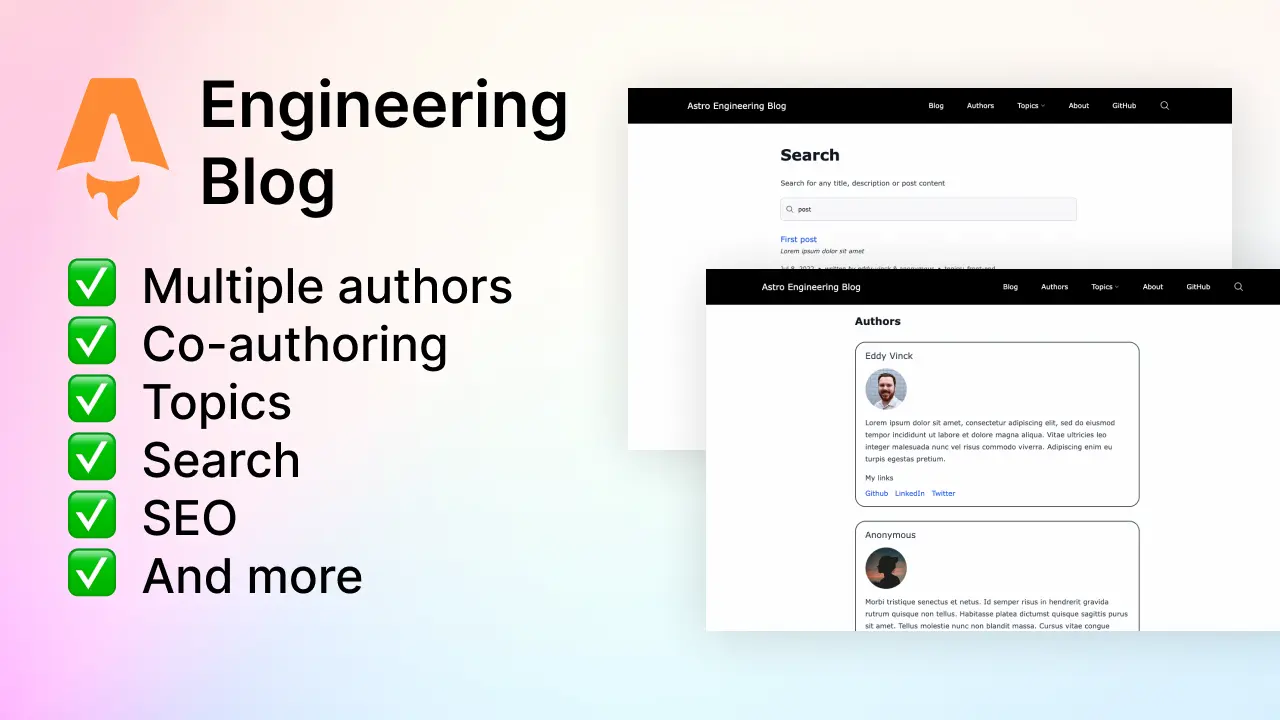 Engineering
Blog
✅ Multiple authors
✅ Co-authoring
✅ Topics
✅ Search
✅ SEO
✅ And more
Astro Engineering Blog
Blog Authors Topics About GitHub
Search
Search for any title, description or post content
post
First post
Lorem ipsum dolor sit amet
Astro Engineering Blog
Blog Authors Topics About GitHub
Authors
Eddy Vinck
Lorem ipsum dolor sit amet, consectetur adipiscing elit, sed do eiusmod
tempor incididunt ut labore et dolore magna aliqua. Vitae ultricies leo
integer malesuada nunc vel risus commodo viverra. Adipiscing enim eu
turpis egestas pretium.
My links
Github LinkedIn Twitter
Anonymous
Morbi tristique senectus et netus. Id semper risus in hendrerit gravida
rutrum quisque non tellus. Habitasse platea dictumst quisque sagittis purus
sit amet. Tellus molestie nunc non blandit massa. Cursus vitae congue